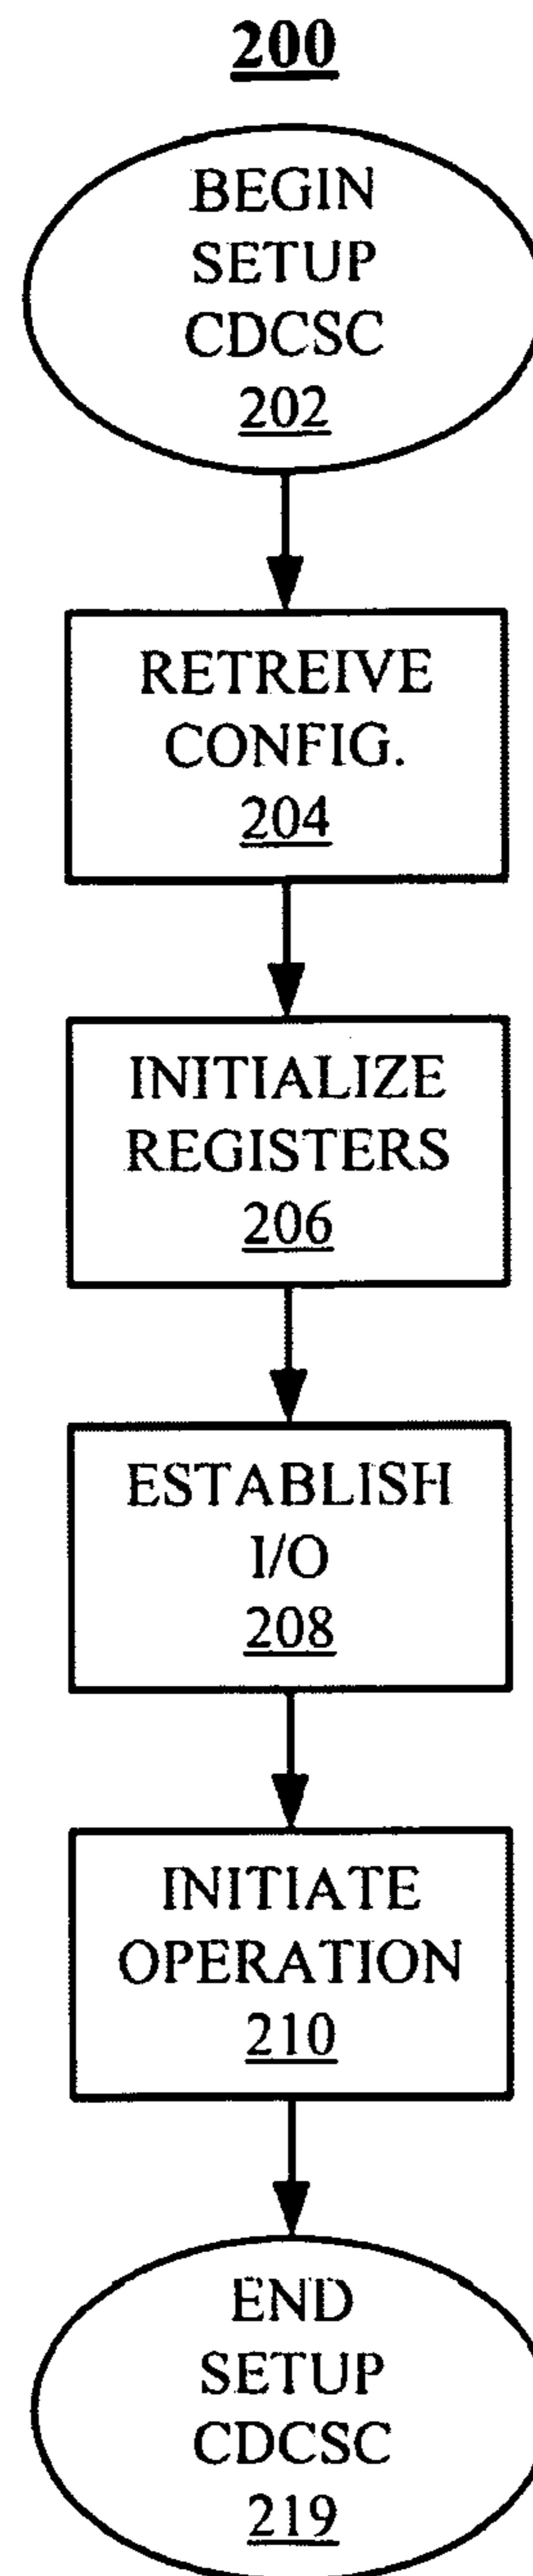 200
BEGIN
SETUP
CDCSC
202
RETREIVE
CONFIG.
204
INITIALIZE
REGISTERS
206
ESTABLISH
I/O
208
INITIATE
OPERATION
210
END
SETUP
CDCSC
219